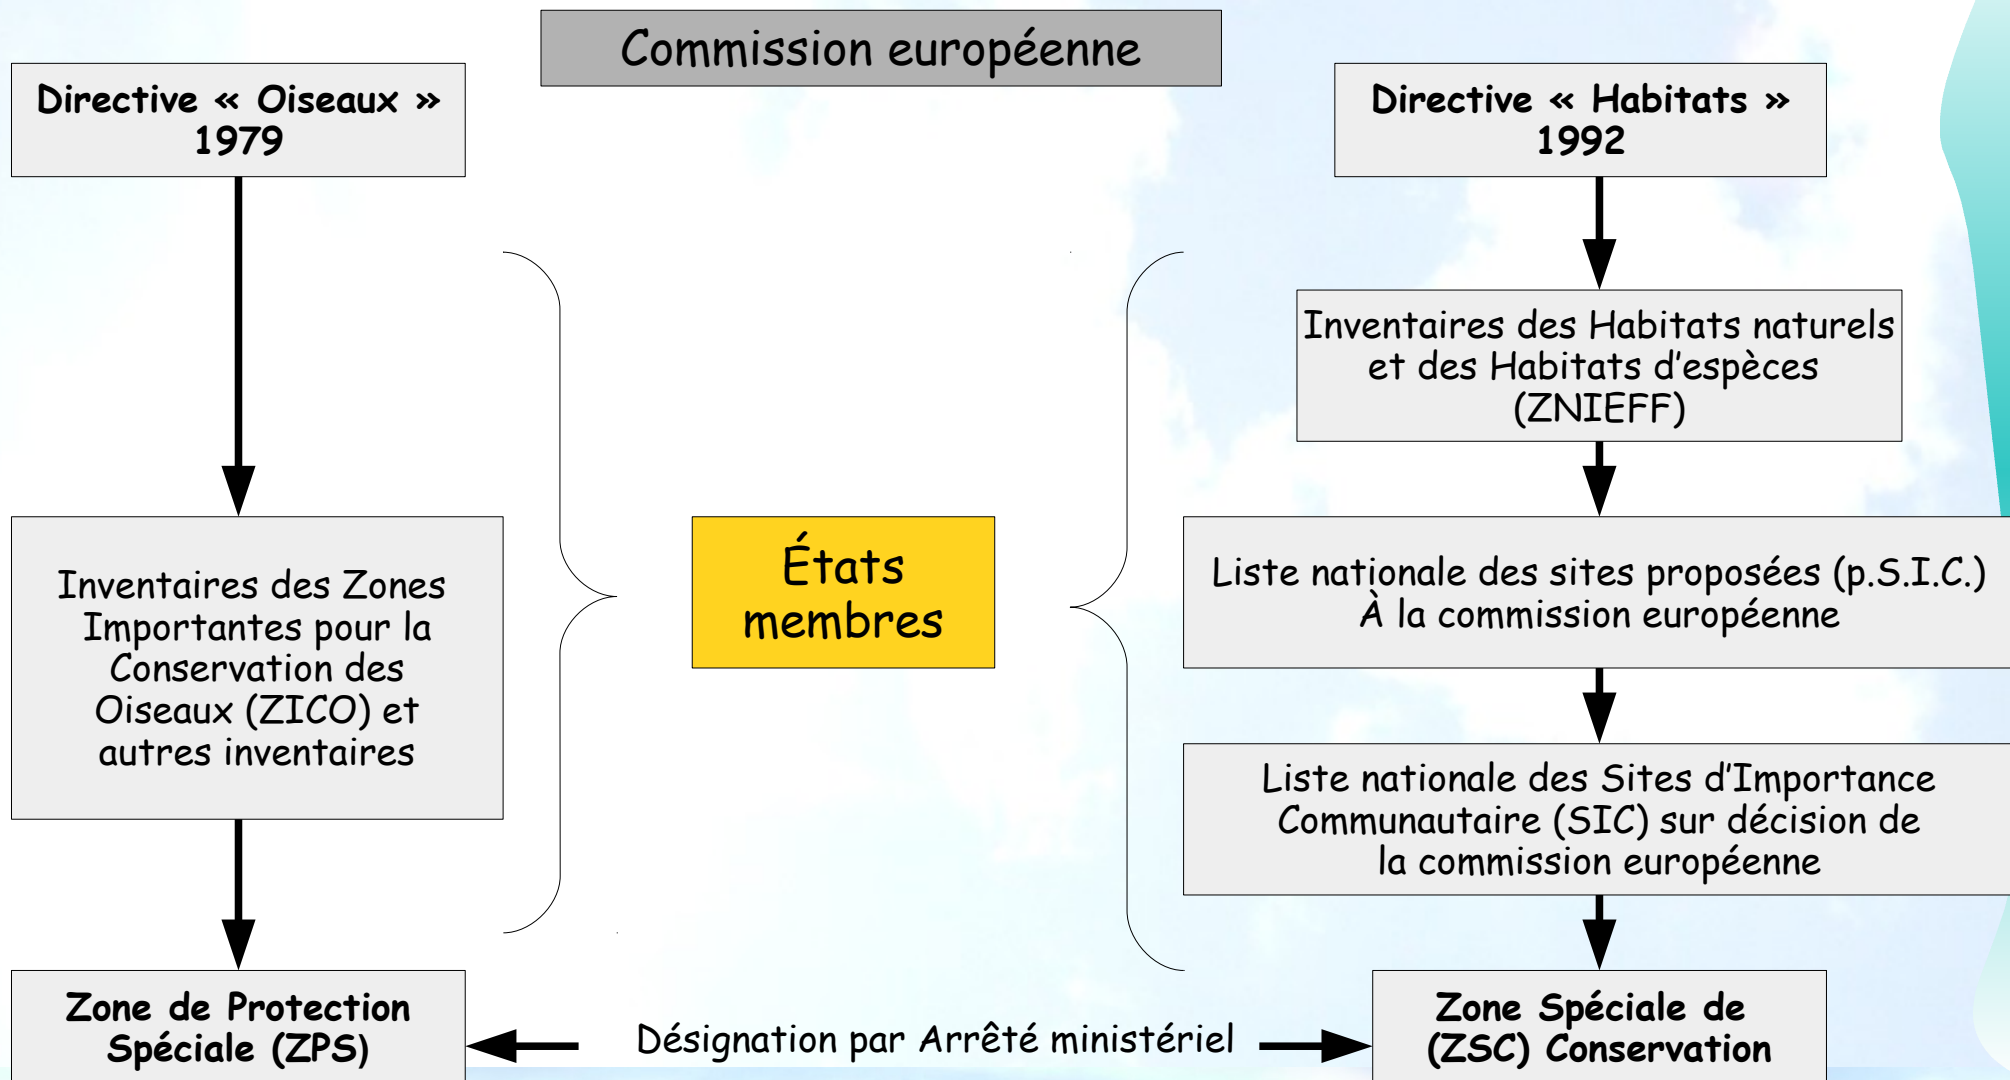 Commission européenne
Directive « Oiseaux »
1979
Directive « Habitats »
1992
Inventaires des Habitats naturels
et des Habitats d'espèces
(ZNIEFF)
Inventaires des Zones
Importantes pour la
Conservation des
Oiseaux (ZICO) et
autres inventaires
États
membres
Liste nationale des sites proposées (p.S.I.C.)
À la commission européenne
Liste nationale des Sites d'Importance
Communautaire (SIC) sur décision de
la commission européenne
Zone de Protection
Spéciale (ZPS)
Désignation par Arrêté ministériel
Zone Spéciale de
(ZSC) Conservation